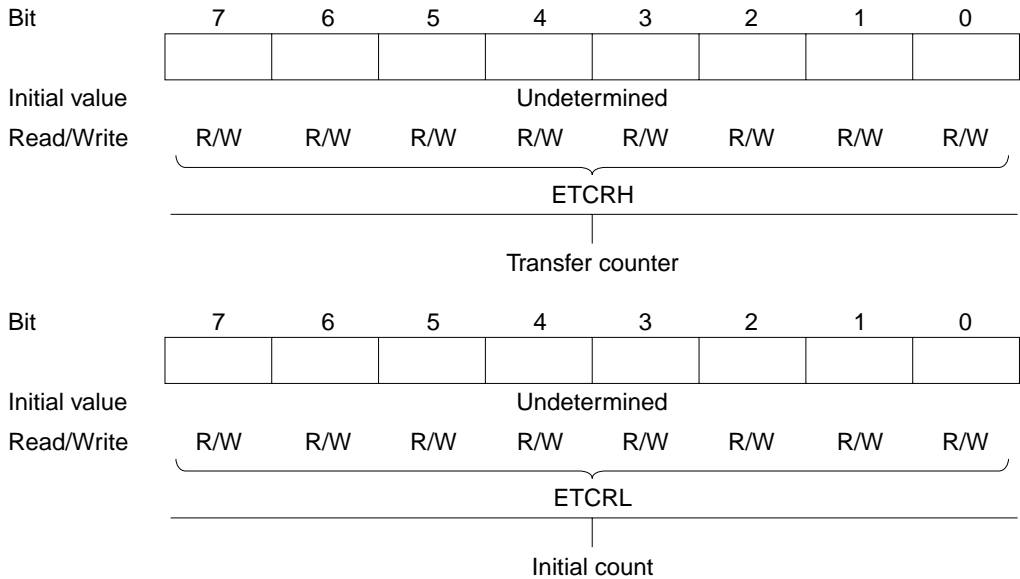 Bit 7 6 5 4 3 2 1 0
Initial value Undetermined
Read/Write R/W R/W R/W R/W R/W R/W R/W R/W
ETCRH
Transfer counter
Bit 7 6 5 4 3 2 1 0
Initial value Undetermined
Read/Write R/W R/W R/W R/W R/W R/W R/W R/W
ETCRL
Initial count